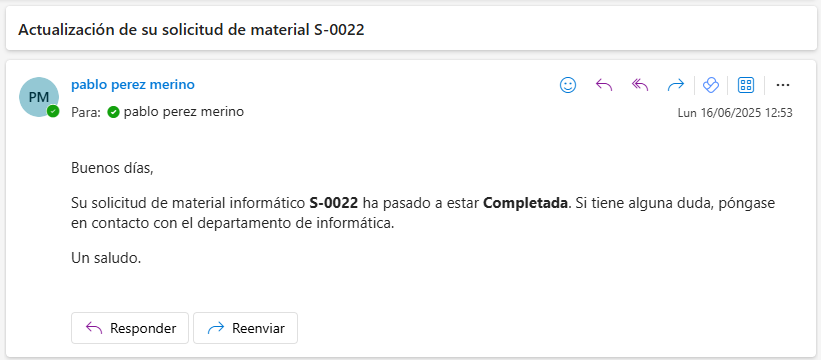 Actualización de su solicitud de material S-0022
PM
pablo perez merino
Para: pablo perez merino
Lun 16/06/2025 12:53
Buenos días,
Su solicitud de material informático S-0022 ha pasado a estar Completada. Si tiene alguna duda, póngase
en contacto con el departamento de informática.
Un saludo.
Responder
Reenviar